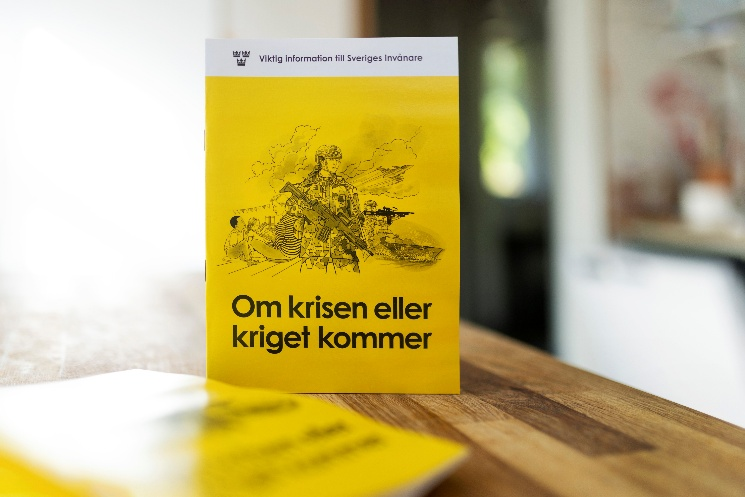 Viktig information till Sveriges invånare
Om krisen eller
kriget kommer